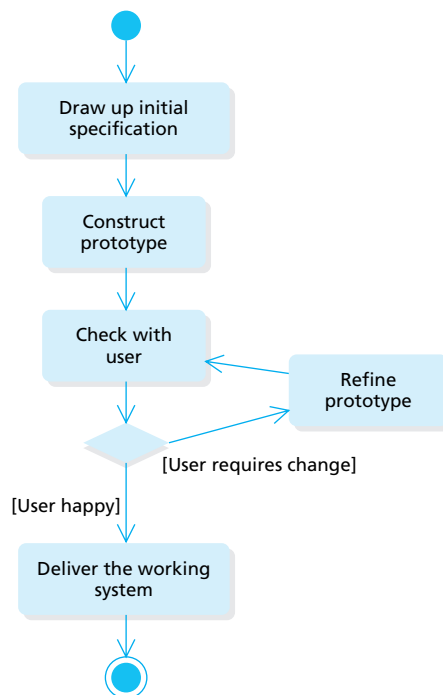 Draw up initial
specification
Construct
prototype
Check with
user
Refine
prototype
[User requires change]
[User happy]
Deliver the working
system